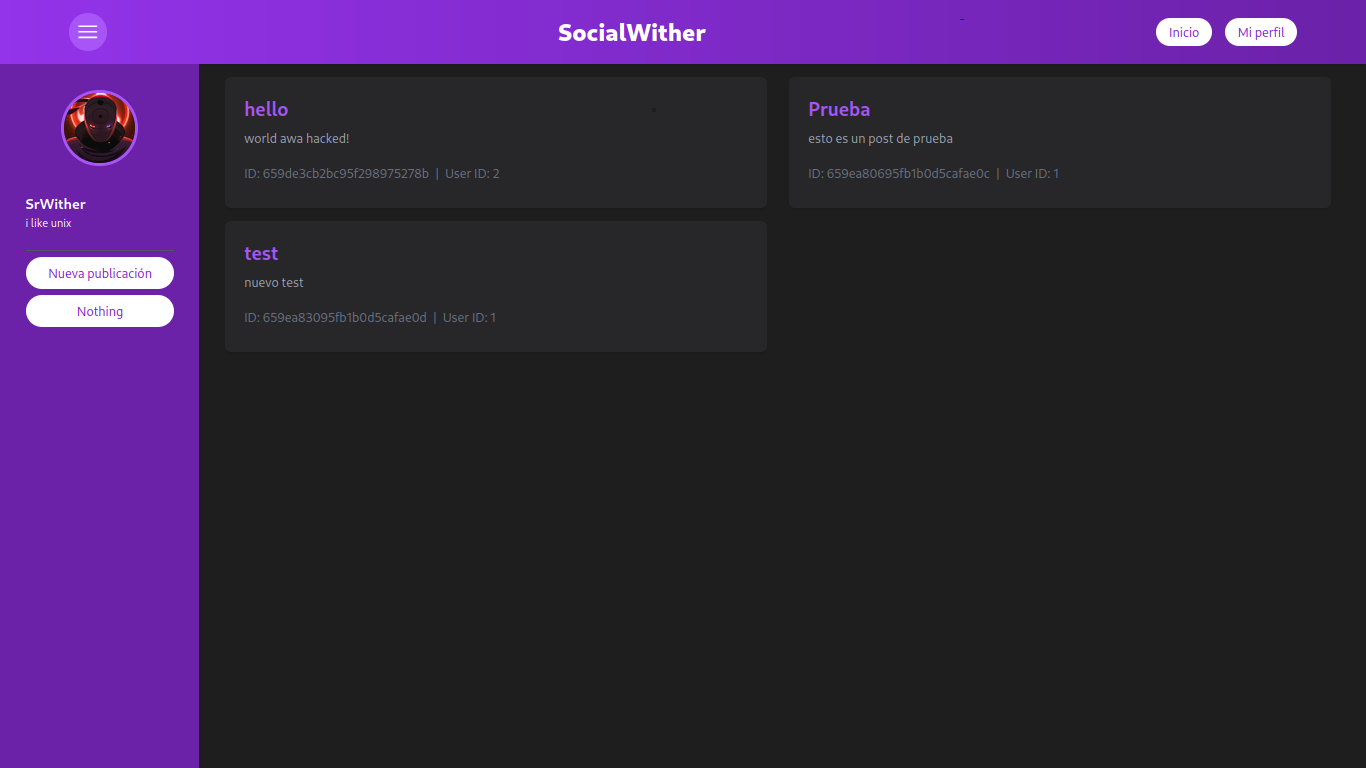 SocialWither
Inicio
Mi perfil
SrWither
i like unix
Nueva publicación
Nothing
hello
world awa hacked!
ID: 659de3cb2bc95f298975278b | User ID: 2
Prueba
esto es un post de prueba
ID: 659ea80695fb1b0d5cafae0c | User ID: 1
test
nuevo test
ID: 659ea83095fb1b0d5cafae0d | User ID: 1